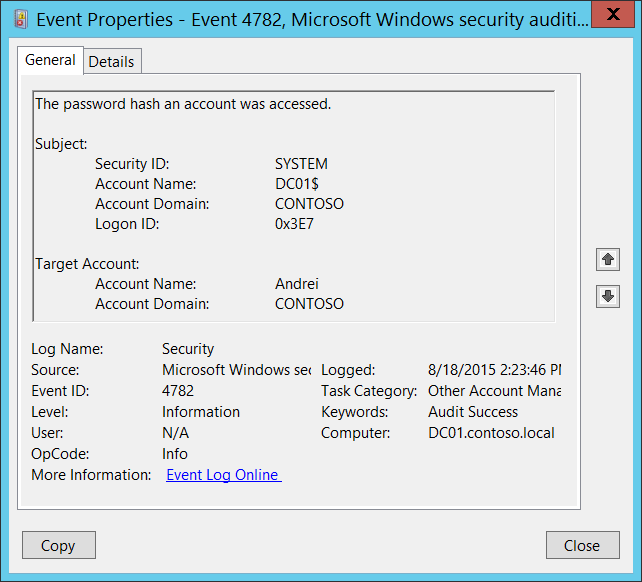 Event Properties - Event 4782, Microsoft Windows security auditi...
X
General Details
The password hash an account was accessed.
Subject:
Security ID: SYSTEM
Account Name: DC01$
Account Domain: CONTOSO
Logon ID: 0x3E7
Target Account:
Account Name: Andrei
Account Domain: CONTOSO
Log Name: Security
Source: Microsoft Windows sec Logged: 8/18/2015 2:23:46 PM
Event ID: 4782 Task Category: Other Account Mana
Level: Information Keywords: Audit Success
User: N/A Computer: DC01.contoso.local
OpCode: Info
More Information: Event Log Online
Copy Close